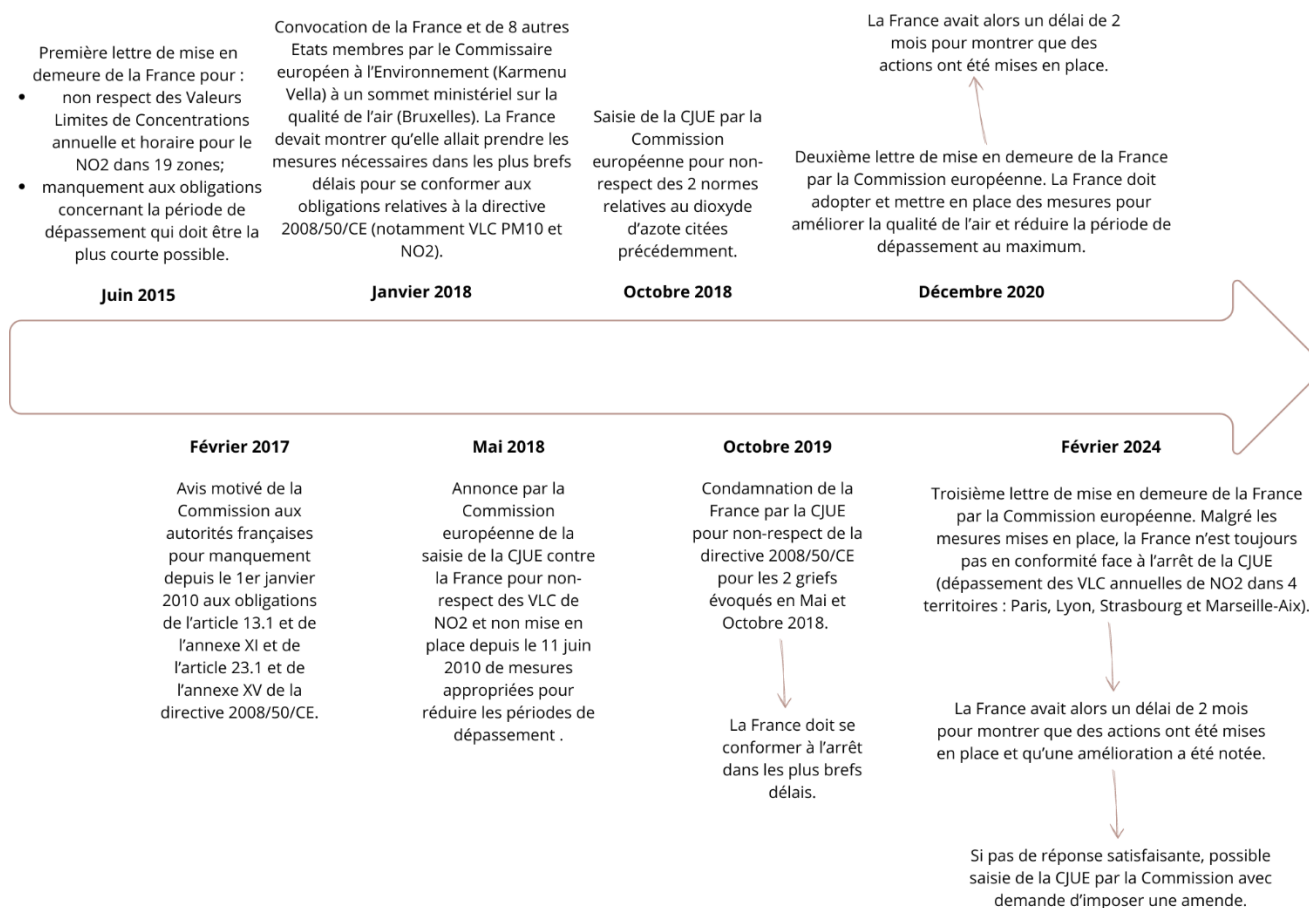 Première lettre de mise en
demeure de la France pour :
• non respect des Valeurs
Limites de Concentrations
annuelle et horaire pour le
NO2 dans 19 zones;
• manquement aux obligations
concernant la période de
dépassement qui doit être la
plus courte possible.
Juin 2015
Convocation de la France et de 8 autres
Etats membres par le Commissaire
européen à l’Environnement (Karmenu
Vella) à un sommet ministériel sur la
qualité de l’air (Bruxelles). La France
devait montrer qu’elle allait prendre les
mesures nécessaires dans les plus brefs
délais pour se conformer aux
obligations relatives à la directive
2008/50/CE (notamment VLC PM10 et
NO2).
Janvier 2018
Saisie de la CJUE par la
Commission
européenne pour non-
respect des 2 normes
relatives au dioxyde
d’azote citées
précédemment.
Octobre 2018
La France avait alors un délai de 2
mois pour montrer que des
actions ont été mises en place.
Deuxième lettre de mise en demeure de la France
par la Commission européenne. La France doit
adopter et mettre en place des mesures pour
améliorer la qualité de l’air et réduire la période de
dépassement au maximum.
Décembre 2020
Février 2017
Avis motivé de la
Commission aux
autorités françaises
pour manquement
depuis le 1er janvier
2010 aux obligations
de l’article 13.1 et de
l’annexe XI et de
l’article 23.1 et de
l’annexe XV de la
directive 2008/50/CE.
Mai 2018
Annonce par la
Commission
européenne de la
saisie de la CJUE contre
la France pour non-
respect des VLC de
NO2 et non mise en
place depuis le 11 juin
2010 de mesures
appropriées pour
réduire les périodes de
dépassement .
Octobre 2019
Condamnation de la
France par la CJUE
pour non-respect de la
directive 2008/50/CE
pour les 2 griefs
évoqués en Mai et
Octobre 2018.
La France doit se
conformer à l’arrêt
dans les plus brefs
délais.
Février 2024
Troisième lettre de mise en demeure de la France
par la Commission européenne. Malgré les
mesures mises en place, la France n’est toujours
pas en conformité face à l’arrêt de la CJUE
(dépassement des VLC annuelles de NO2 dans 4
territoires : Paris, Lyon, Strasbourg et Marseille-Aix).
La France avait alors un délai de 2 mois
pour montrer que des actions ont été mises
en place et qu’une amélioration a été notée.
Si pas de réponse satisfaisante, possible
saisie de la CJUE par la Commission avec
demande d’imposer une amende.